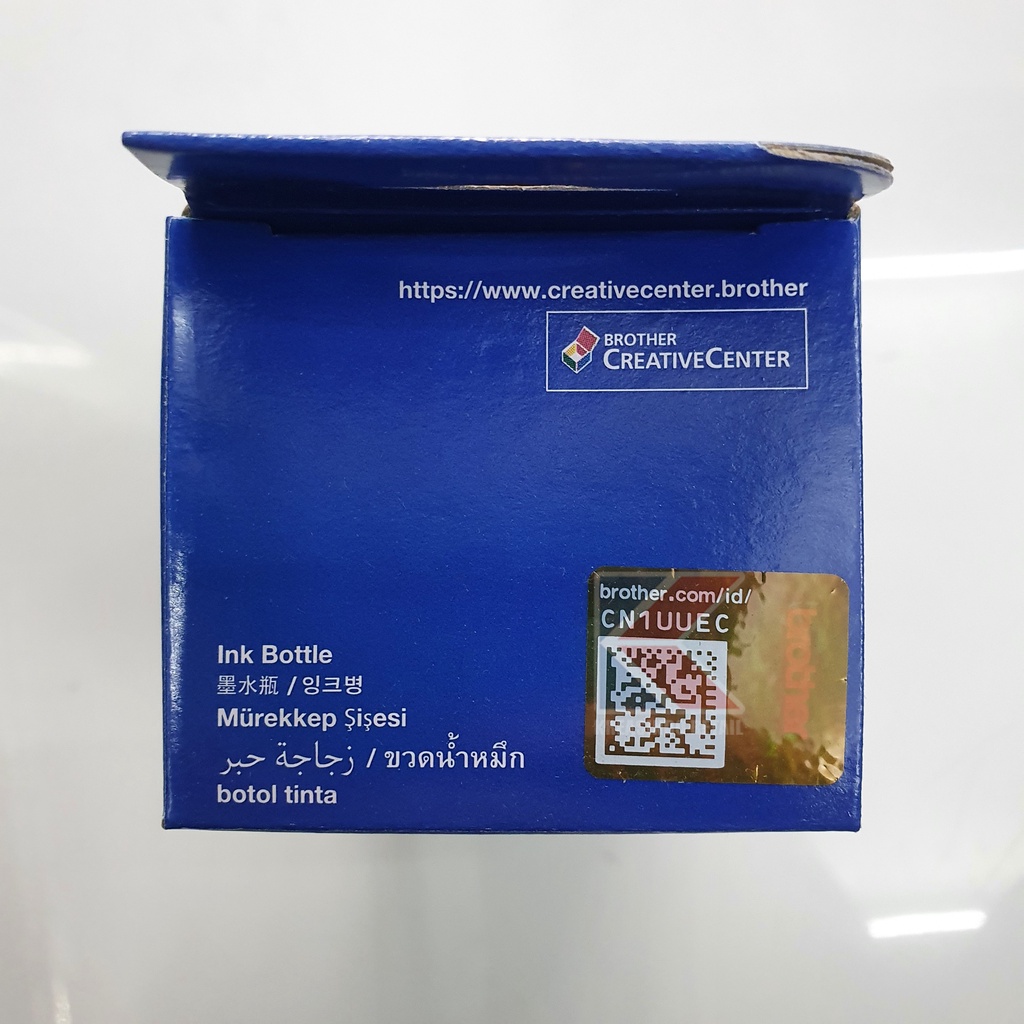 https://www.creativecenter.brother
BROTHER
CREATIVECENTER
brother.com/id/
CN1UUEC
brother
Ink Bottle
墨水瓶 / 잉크병
Mürekkep Şişesi
زجاجة حبر / ขวดน้ำหมึก
botol tinta